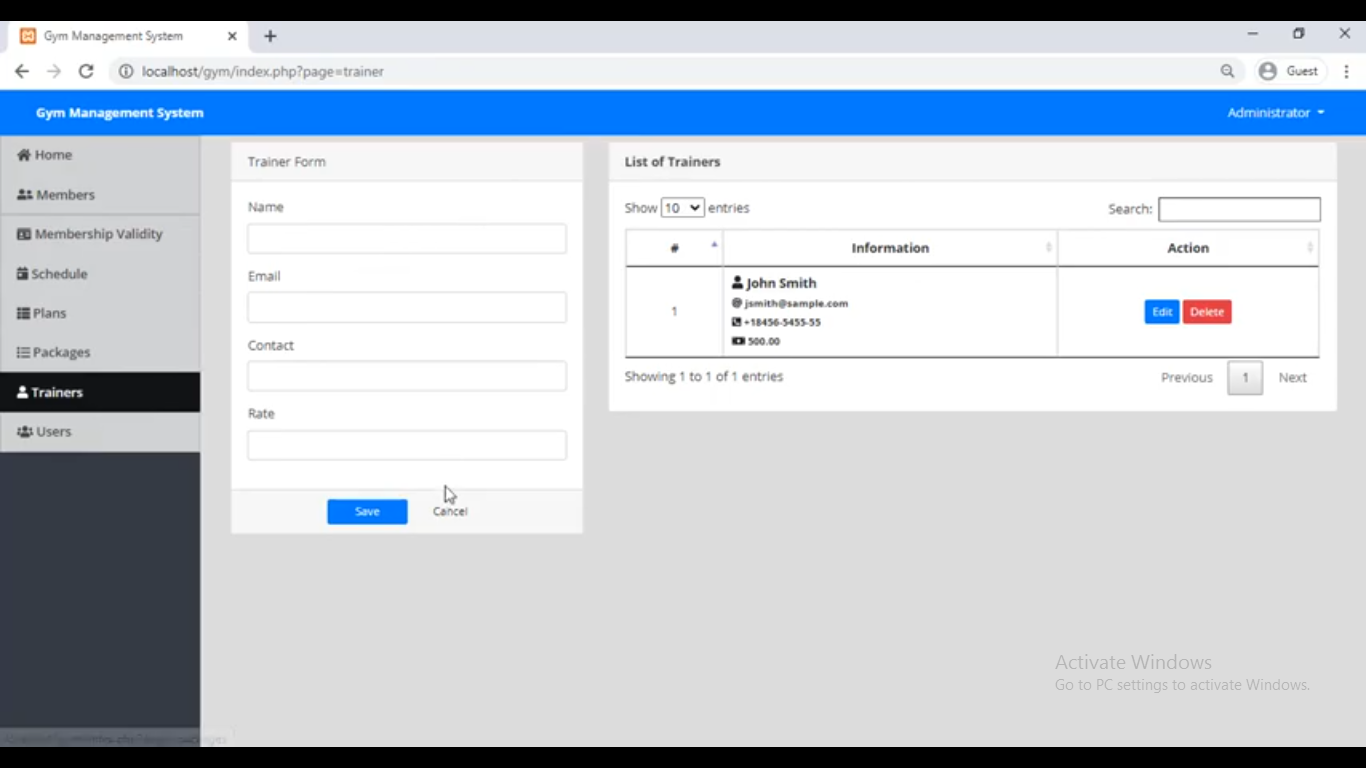 Gym Management System
localhost/gym/index.php?page=trainer
Guest
Gym Management System
Administrator
Home
Members
Membership Validity
Schedule
Plans
Packages
Trainers
Users
Trainer Form
Name
Email
Contact
Rate
Save Cancel
List of Trainers
Show 10 entries Search:
# Information Action
1
John Smith
jsmith@sample.com
+18456-5455-55
500.00
Edit Delete
Showing 1 to 1 of 1 entries
Previous 1 Next
Activate Windows
Go to PC settings to activate Windows.